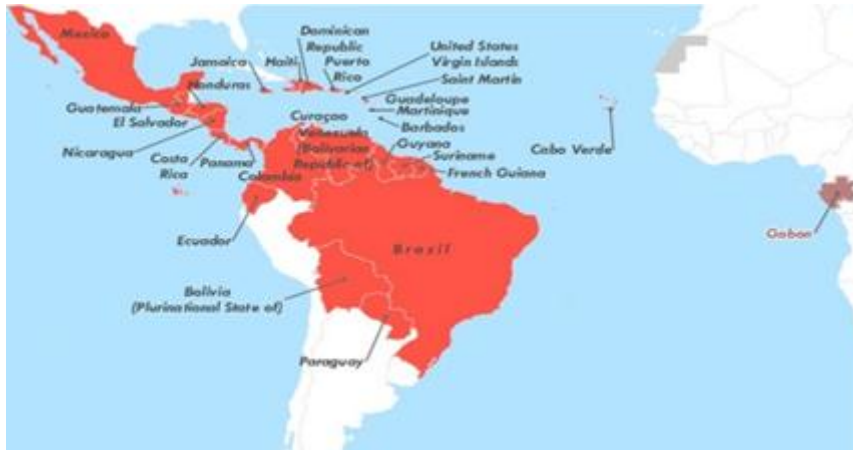 Mexico
Dominican
Republic
Jamaica
Haiti
Puerto
Rico
United States
Virgin Islands
Saint Martin
Honduras
Guatemala
El Salvador
Guadeloupe
Martinique
Barbados
Curaçao
Venezuela
(Bolivarian
Republic of)
Guyana
Suriname
French Guiana
Nicaragua
Costa
Rica
Panama
Colombia
Cabo Verde
Gabon
Ecuador
Brasil
Bolivia
(Plurinational State of)
Paraguay